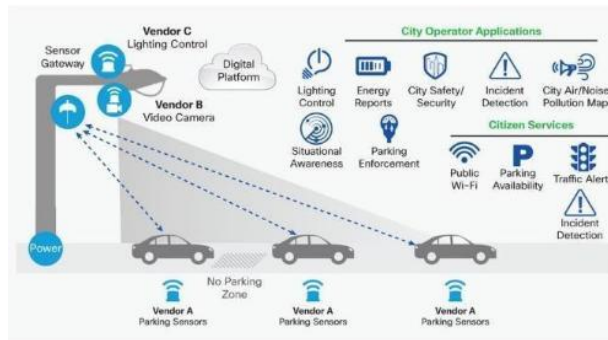 Vendor C
Lighting Control
Sensor
Gateway
Digital
Platform
Vendor B
Video Camera
Power
No Parking
Zone
Vendor A
Parking Sensors
Vendor A
Parking Sensors
Vendor A
Parking Sensors
City Operator Applications
Lighting
Control
Energy
Reports
City Safety/
Security
Incident
Detection
City Air/Noise
Pollution Map
Situational
Awareness
Parking
Enforcement
Citizen Services
Public
Wi-Fi
P
Parking
Availability
Traffic Alert
Incident
Detection